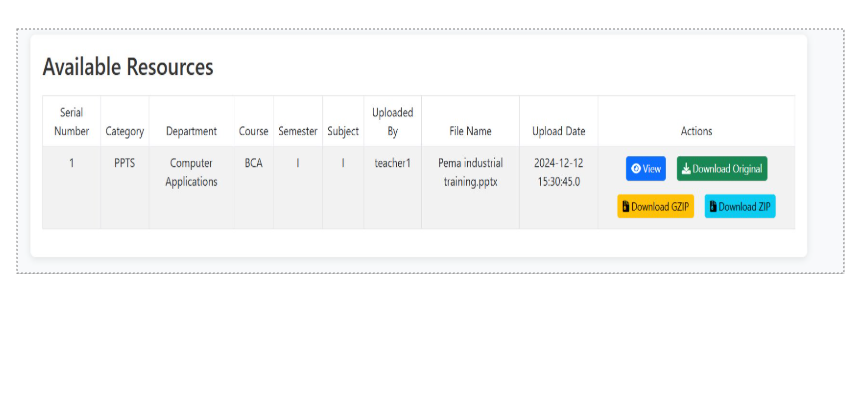 Available Resources
Serial Number Category Department Course Semester Subject Uploaded By File Name Upload Date Actions
1 PPTS Computer Applications BCA I I teacher1 Pema industrial training.pptx 2024-12-12 15:30:45.0 View Download Original
Download GZIP Download ZIP